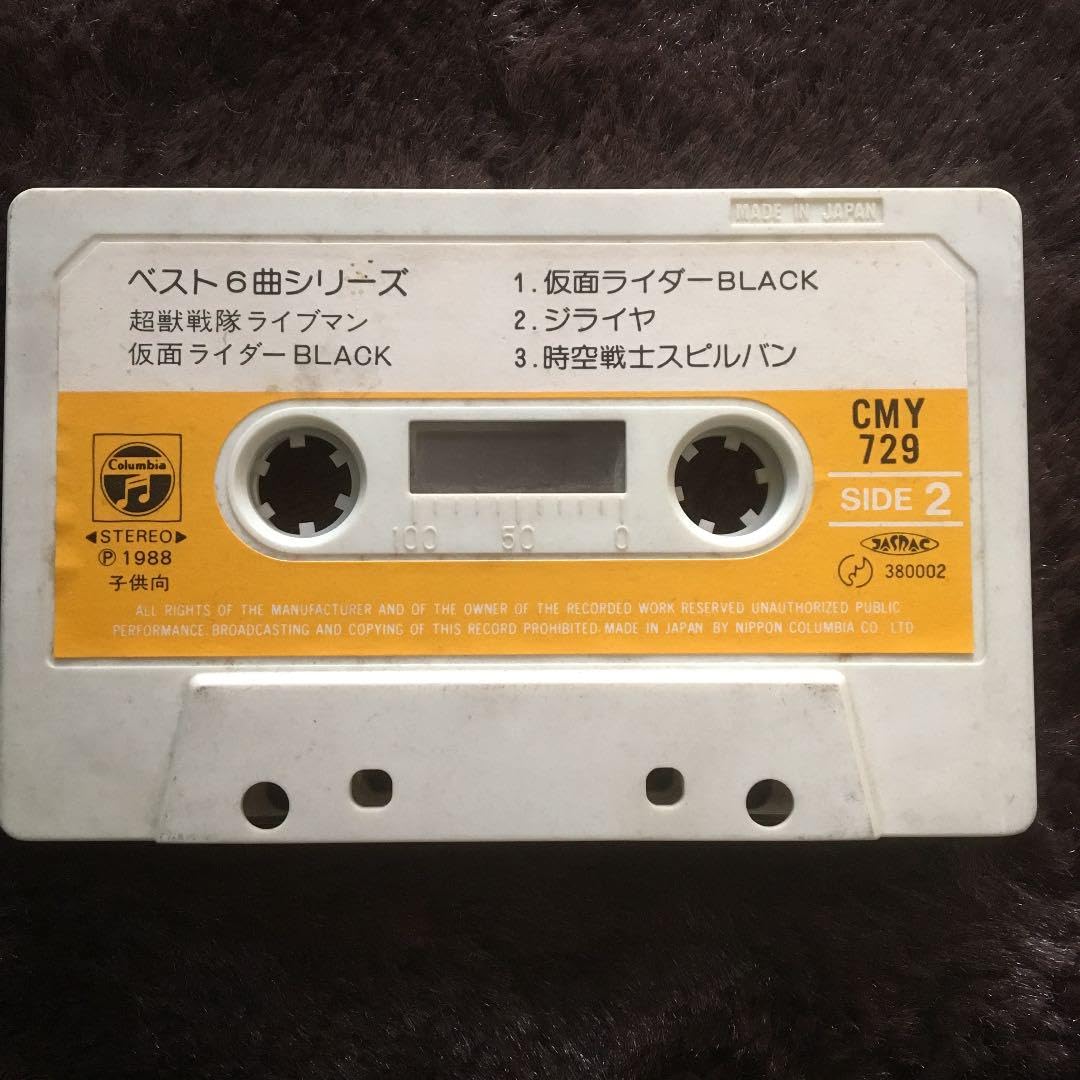 MADE IN JAPAN
ベスト6曲シリーズ
超獣戦隊ライブマン
仮面ライダーBLACK
1.仮面ライダーBLACK
2.ジライヤ
3.時空戦士スピルバン
Columbia
◀STEREO▶
Ⓟ1988
子供向
100 50 0
CMY
729
SIDE 2
JASRAC
380002
ALL RIGHTS OF THE MANUFACTURER AND OF THE OWNER OF THE RECORDED WORK RESERVED UNAUTHORIZED PUBLIC
PERFORMANCE BROADCASTING AND COPYING OF THIS RECORD PROHIBITED. MADE IN JAPAN BY NIPPON COLUMBIA CO. LTD